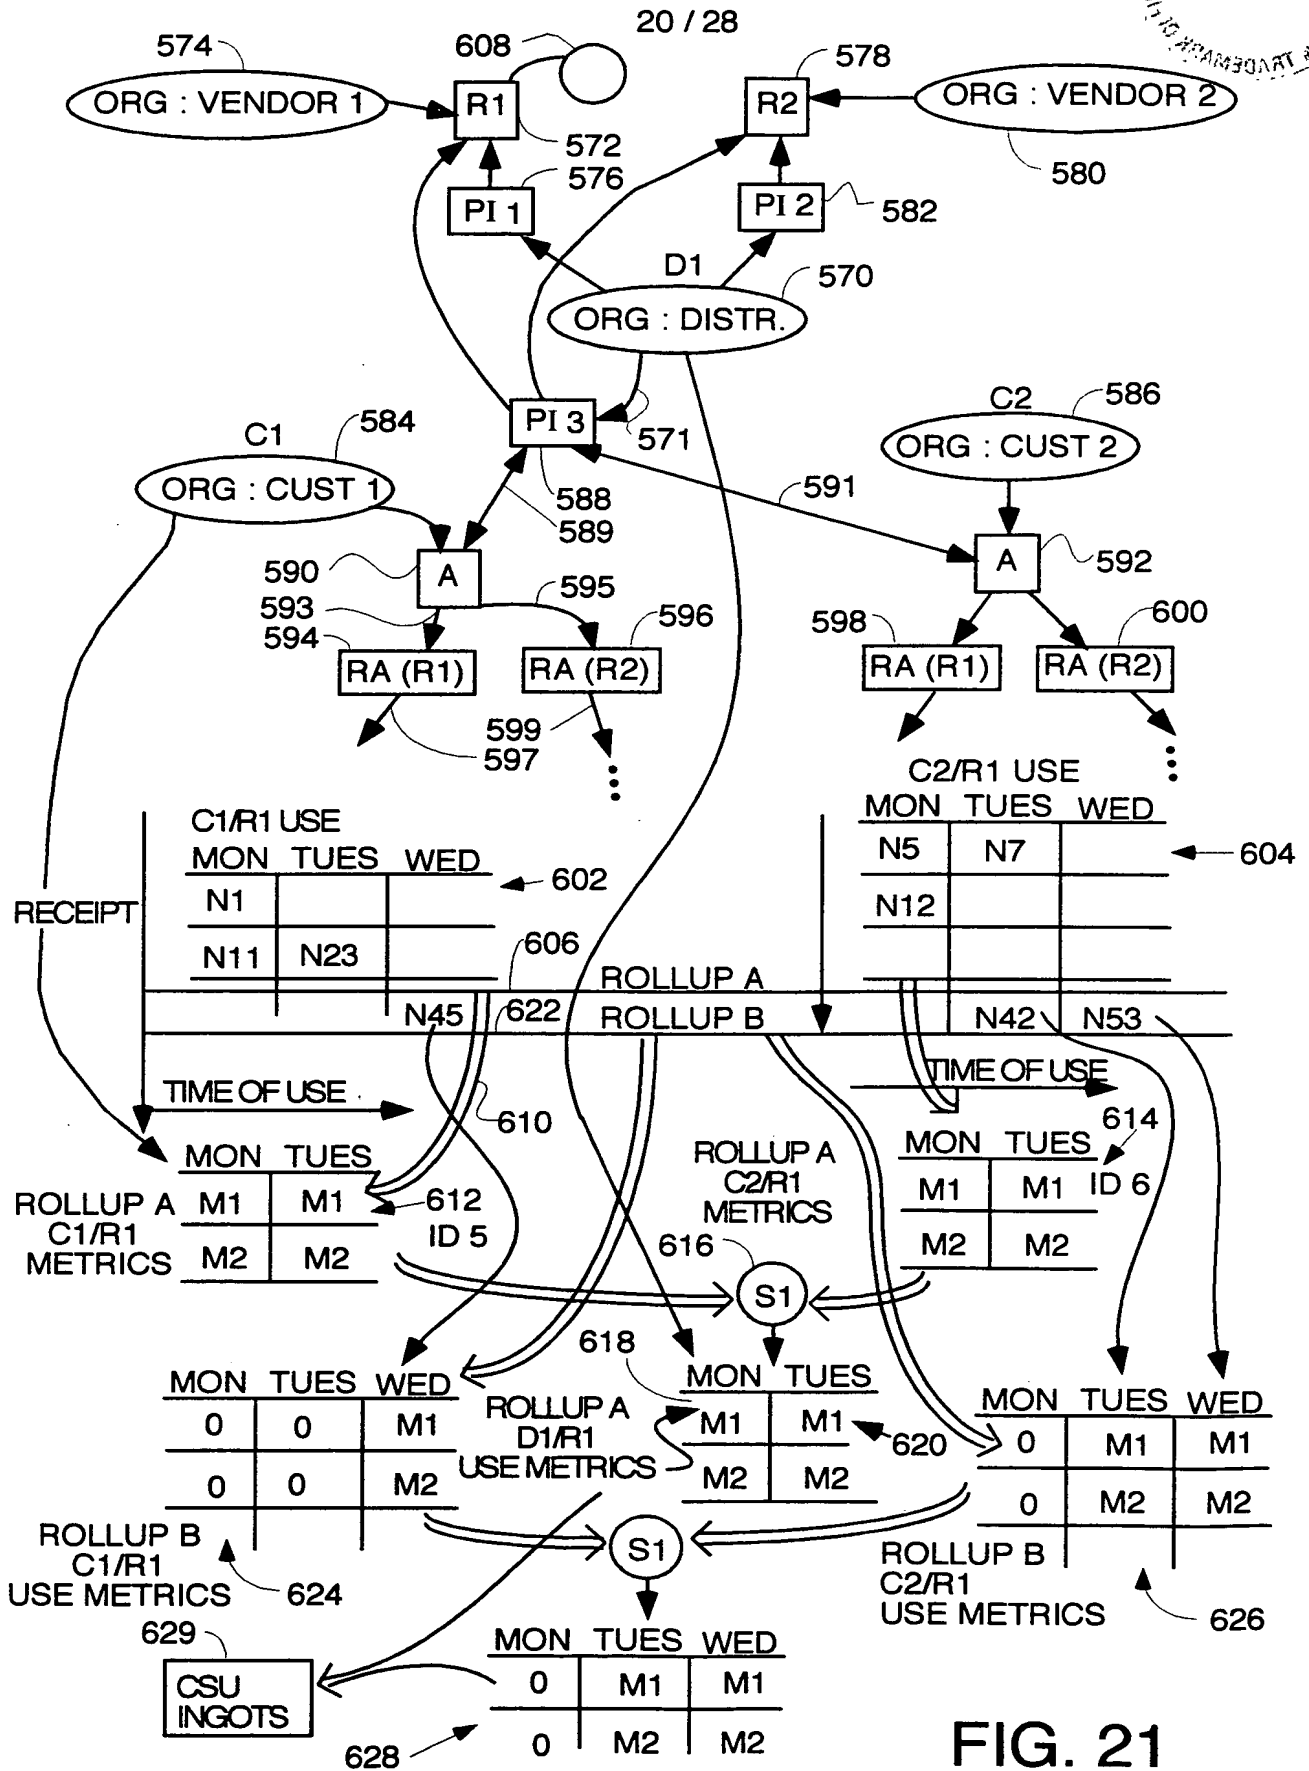 20 / 28
TRADEMARK
574
608
578
ORG : VENDOR 1
R1
R2
ORG : VENDOR 2
572
576
580
PI 1
PI 2
582
D1
570
ORG : DISTR.
C2
586
C1
584
PI 3
571
ORG : CUST 2
ORG : CUST 1
588
591
589
590
A
595
A
592
593
594
596
598
600
RA (R1)
RA (R2)
RA (R1)
RA (R2)
599
597
C2/R1 USE
MON TUES WED
C1/R1 USE
MON TUES WED
N5 N7
604
602
N1
N12
RECEIPT
N11 N23
606
ROLLUP A
N45
622
ROLLUP B
N42 N53
TIME OF USE
TIME OF USE
610
614
MON TUES
MON TUES
ROLLUP A
C2/R1
METRICS
ROLLUP A
C1/R1
METRICS
M1 M1
612
ID 5
M1 M1
ID 6
M2 M2
M2 M2
616
S1
618
MON TUES WED
MON TUES
MON TUES WED
0 0 M1
ROLLUP A
D1/R1
USE METRICS
M1 M1
620
0 M1 M1
0 0 M2
M2 M2
0 M2 M2
ROLLUP B
C1/R1
USE METRICS
624
S1
ROLLUP B
C2/R1
USE METRICS
626
629
MON TUES WED
CSU
INGOTS
0 M1 M1
628
0 M2 M2
FIG. 21